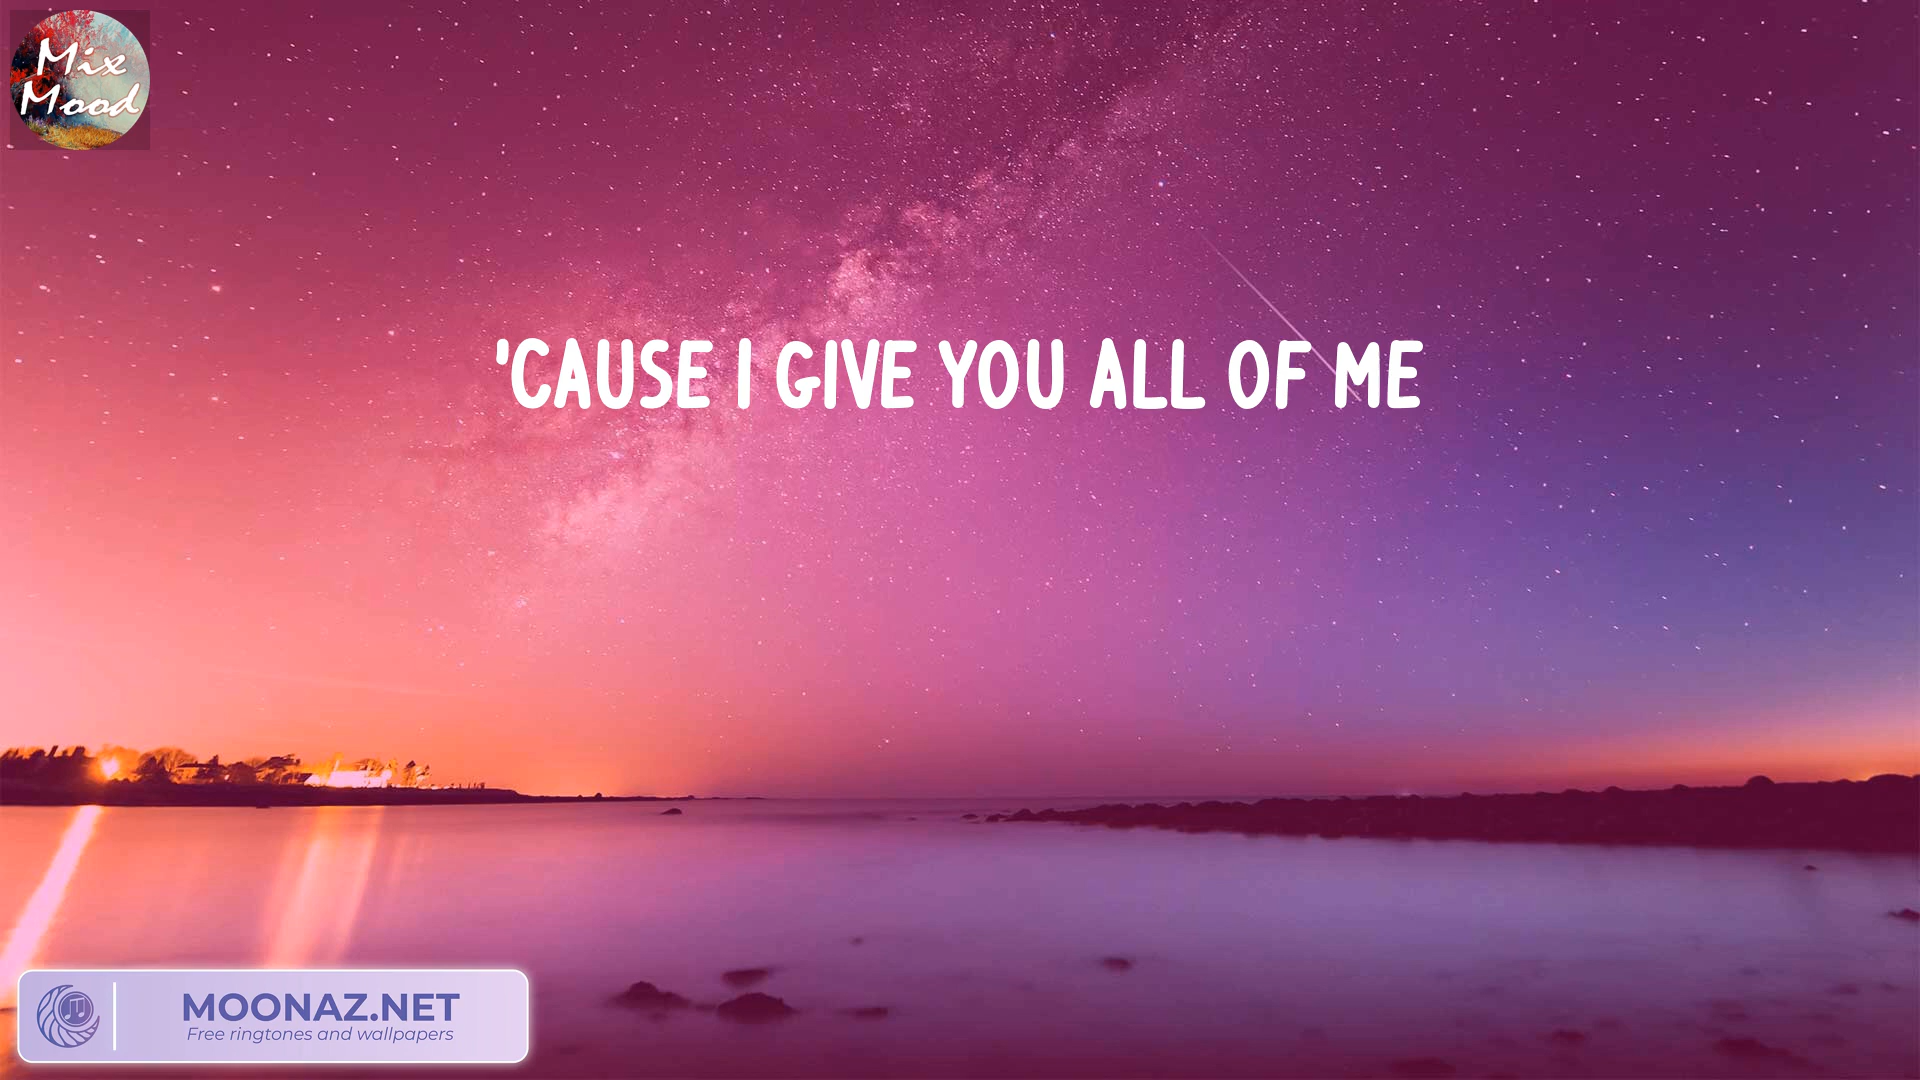 Mix
Mood
'CAUSE I GIVE YOU ALL OF ME
MOONAZ.NET
Free ringtones and wallpapers